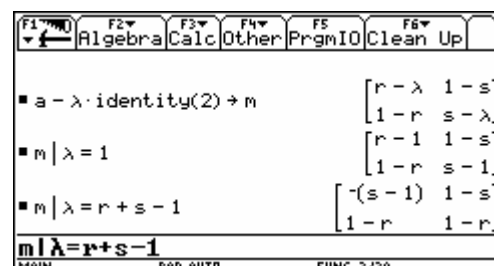 F1 F2 F3 F4 F5 F6
Algebra Calc Other PrgmIO Clean Up
▪ a - λ·identity(2) → m [r - λ 1 - s]
[1 - r s - λ]
▪ m | λ = 1 [r - 1 1 - s]
[1 - r s - 1]
▪ m | λ = r + s - 1 [-(s - 1) 1 - s]
[1 - r 1 - r]
m|λ=r+s-1
MAIN RAD AUTO FUNC 3/30